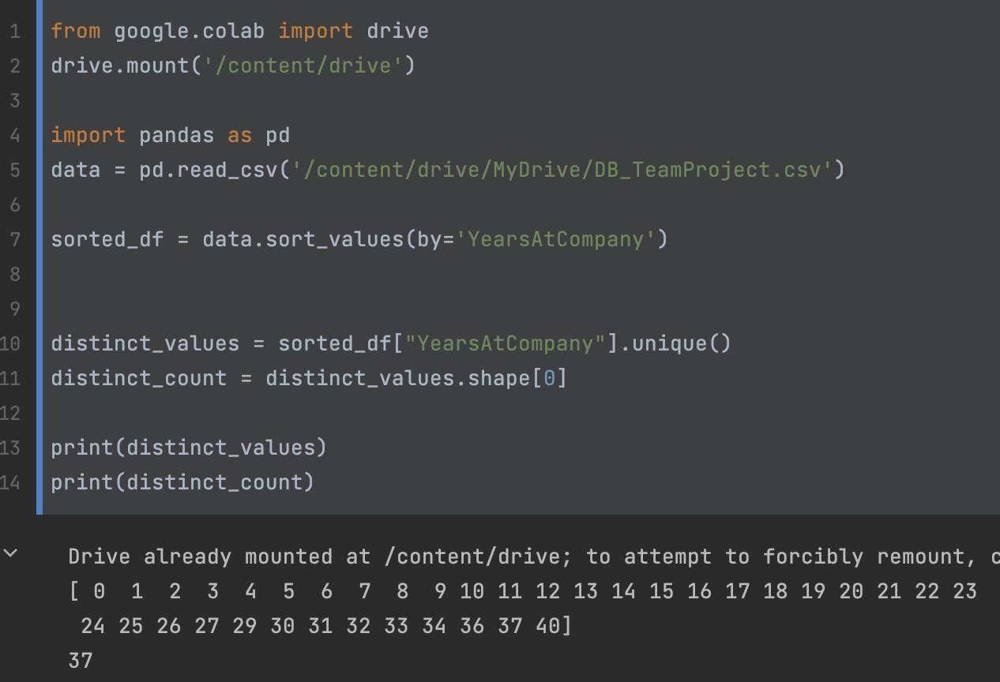 1 from google.colab import drive
2 drive.mount('/content/drive')
3
4 import pandas as pd
5 data = pd.read_csv('/content/drive/MyDrive/DB_TeamProject.csv')
6
7 sorted_df = data.sort_values(by='YearsAtCompany')
8
9
10 distinct_values = sorted_df["YearsAtCompany"].unique()
11 distinct_count = distinct_values.shape[0]
12
13 print(distinct_values)
14 print(distinct_count)
Drive already mounted at /content/drive; to attempt to forcibly remount, c
[ 0  1  2  3  4  5  6  7  8  9 10 11 12 13 14 15 16 17 18 19 20 21 22 23
 24 25 26 27 29 30 31 32 33 34 36 37 40]
37